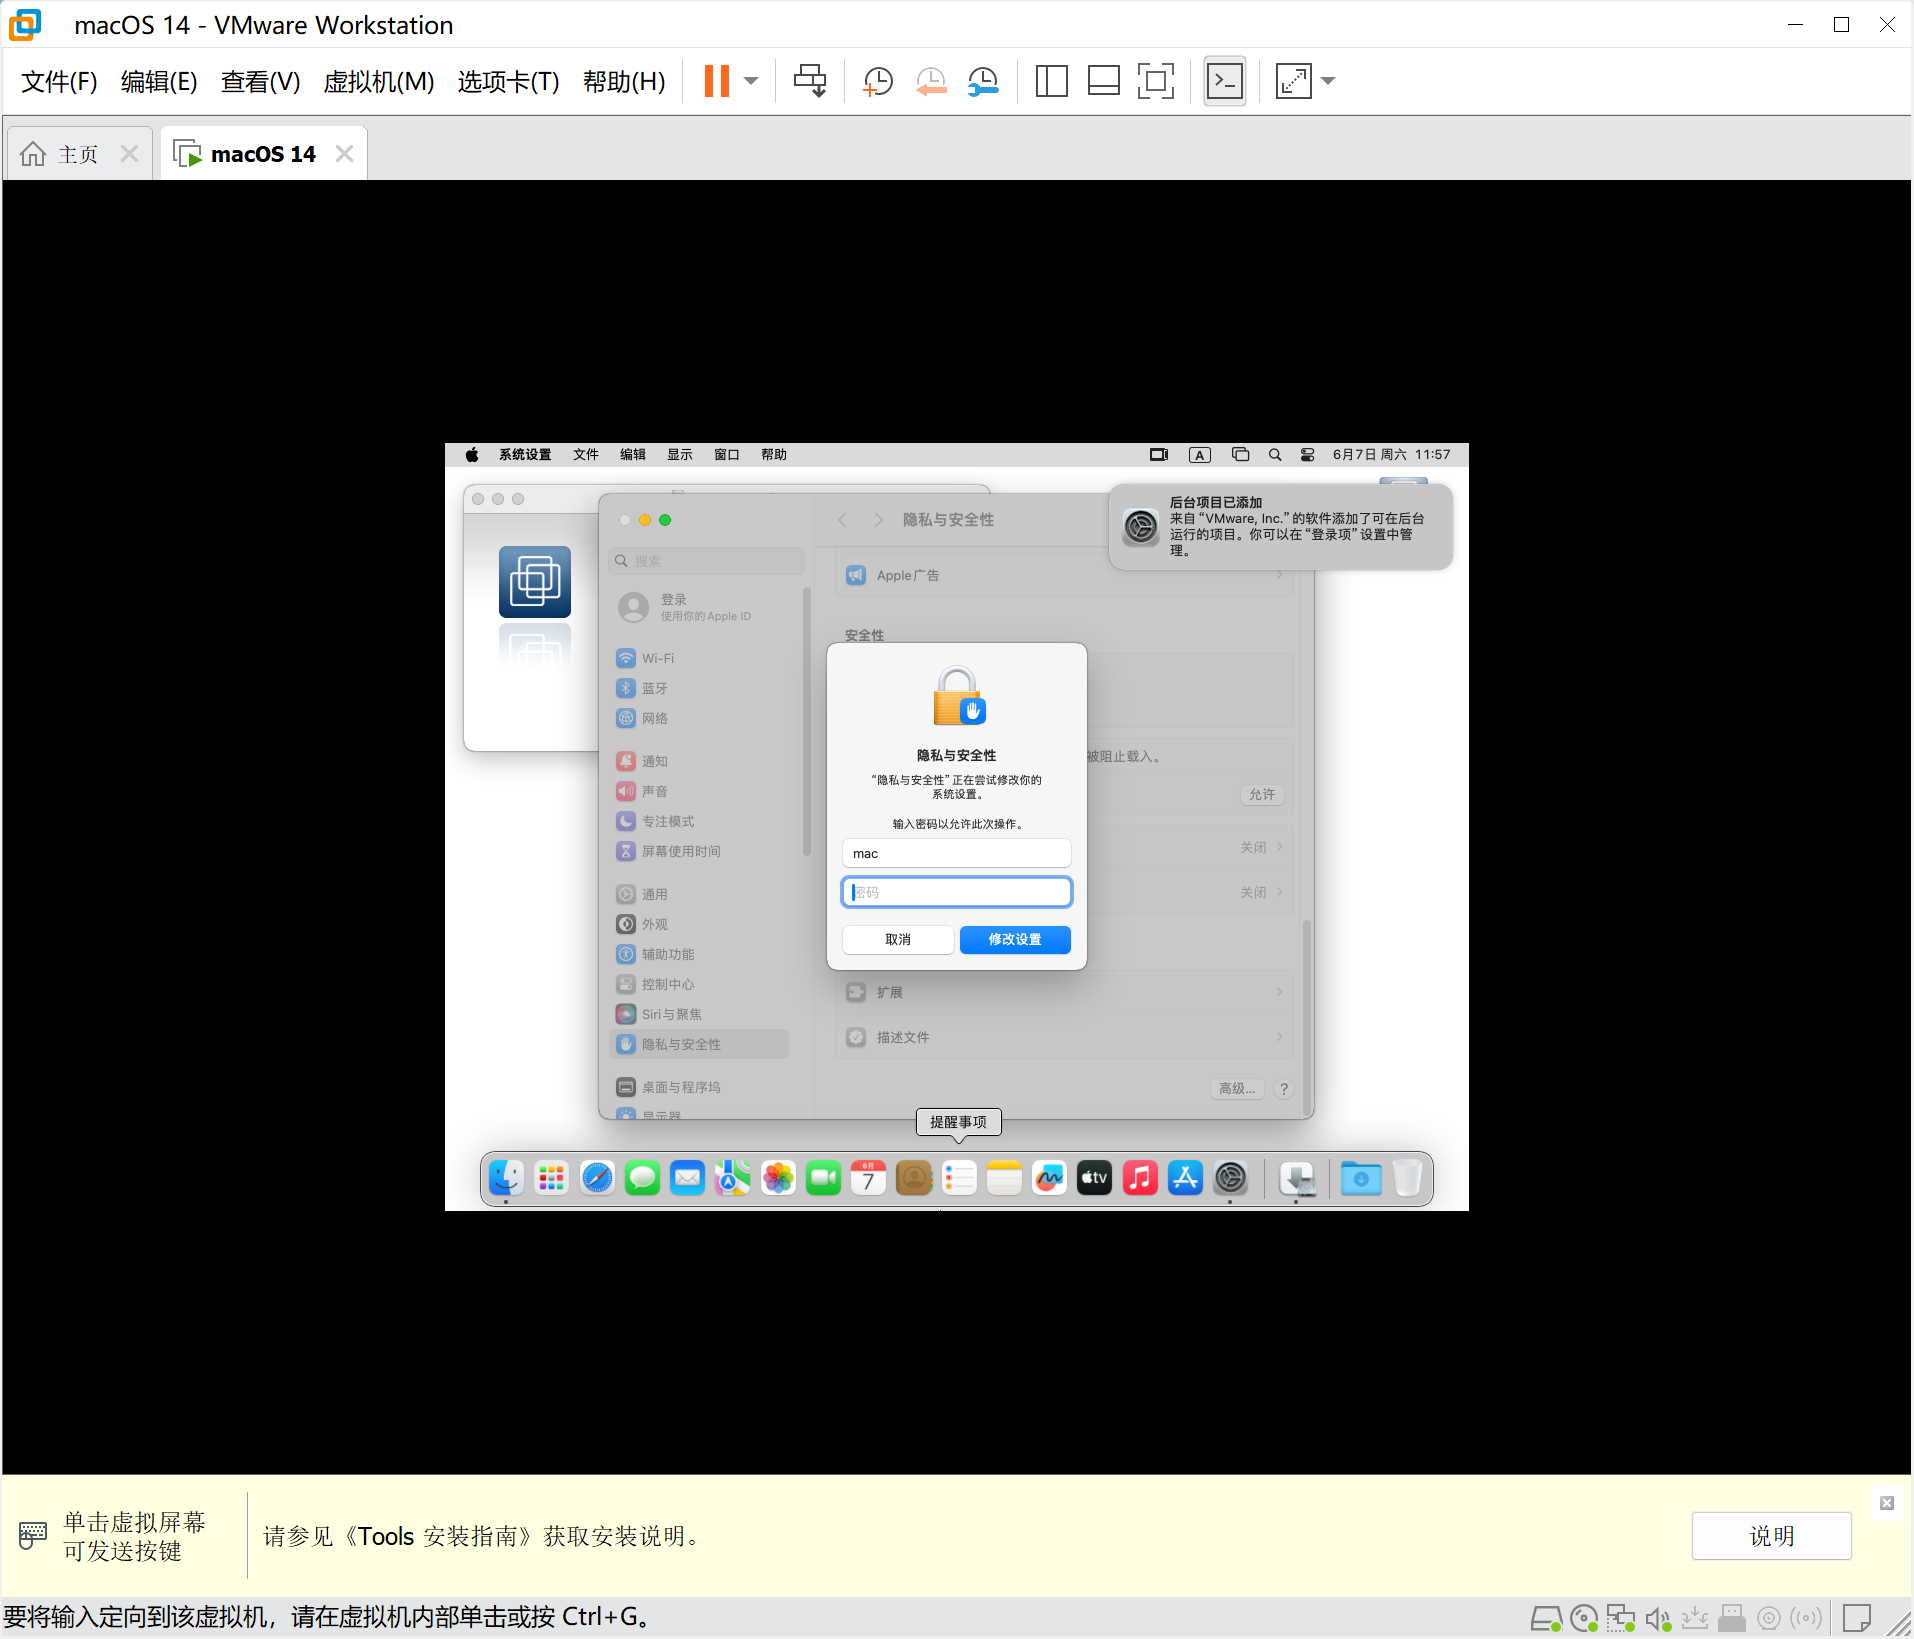 macOS 14 - VMware Workstation
文件(F) 编辑(E) 查看(V) 虚拟机(M) 选项卡(T) 帮助(H)
主页
macOS 14
系统设置 文件 编辑 显示 窗口 帮助
A
6月7日 周六 11:57
后台项目已添加
来自“VMware, Inc.”的软件添加了可在后台
运行的项目。你可以在“登录项”设置中管
理。
搜索
登录
使用你的 Apple ID
Wi-Fi
蓝牙
网络
通知
声音
专注模式
屏幕使用时间
通用
外观
辅助功能
控制中心
Siri与聚焦
隐私与安全性
桌面与程序坞
显示器
隐私与安全性
Apple广告
安全性
被阻止载入。
允许
关闭
关闭
扩展
描述文件
高级... ?
隐私与安全性
“隐私与安全性”正在尝试修改你的
系统设置。
输入密码以允许此次操作。
mac
密码
取消 修改设置
提醒事项
6月
7
tv
单击虚拟屏幕
可发送按键
请参见《Tools 安装指南》获取安装说明。
说明
要将输入定向到该虚拟机，请在虚拟机内部单击或按 Ctrl+G。